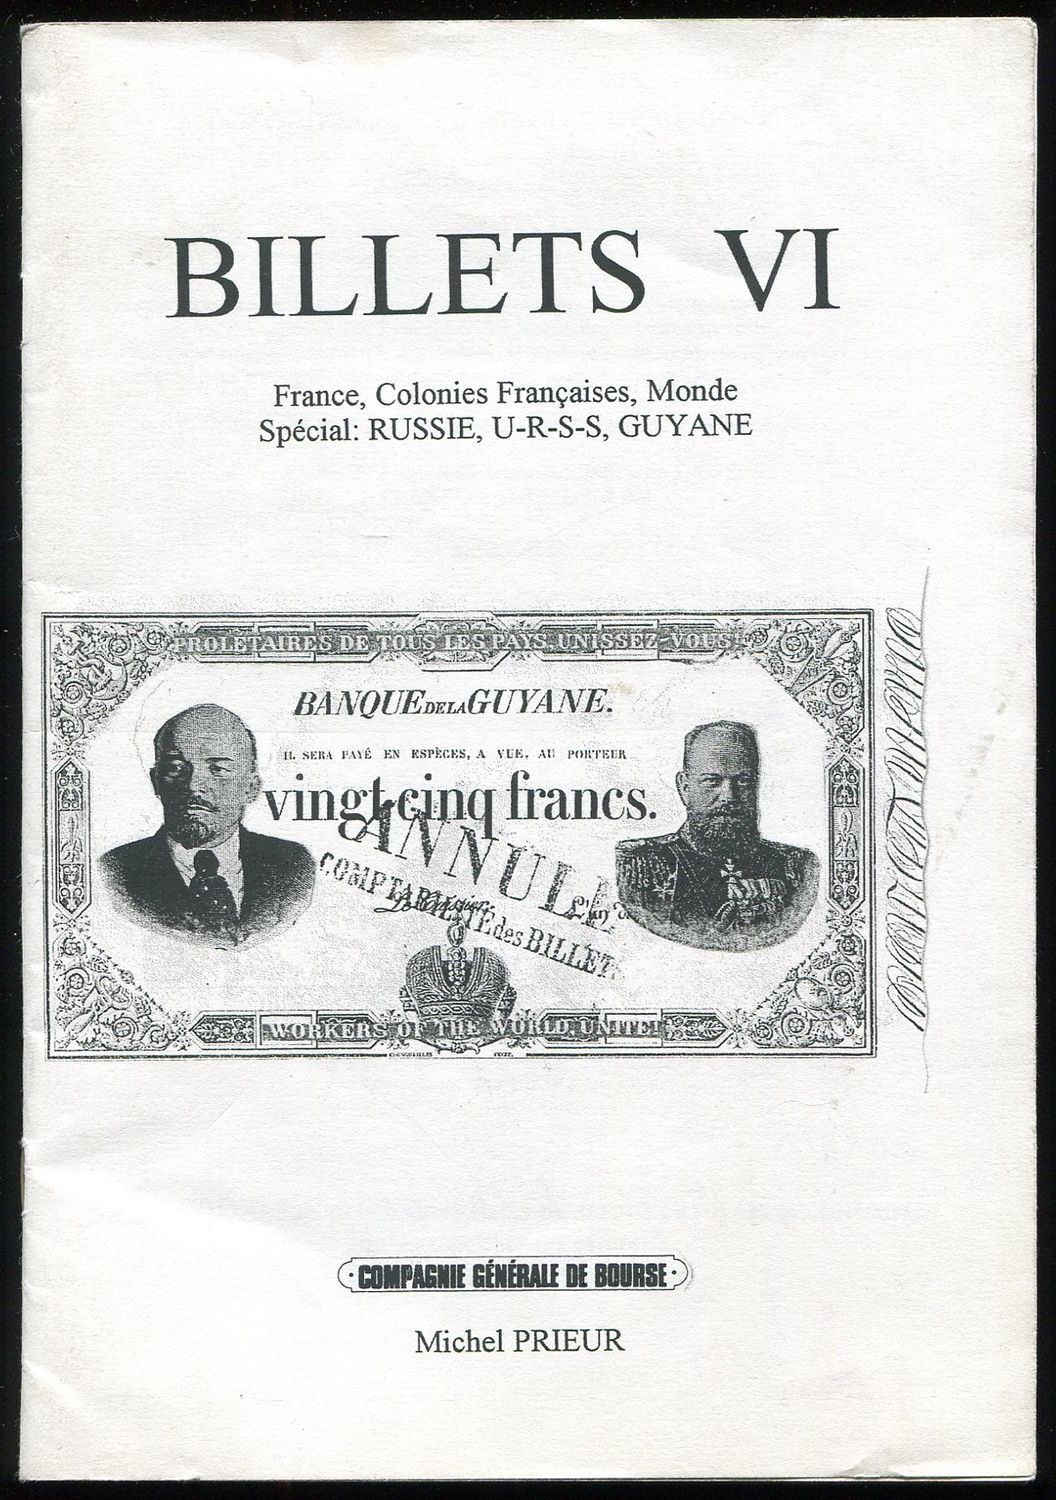 BILLETS VI
France, Colonies Françaises, Monde
Spécial: RUSSIE, U-R-S-S, GUYANE
PROLETAIRES DE TOUS LES PAYS UNISSEZ-VOUS!
BANQUE DE LA GUYANE.
IL SERA PAYÉ EN ESPÈCES, A VUE, AU PORTEUR
vingt-cinq francs.
ANNULÉ
COMPTABILITÉ des BILLETS
WORKERS OF THE WORLD UNITE!
COMPAGNIE GÉNÉRALE DE BOURSE
Michel PRIEUR